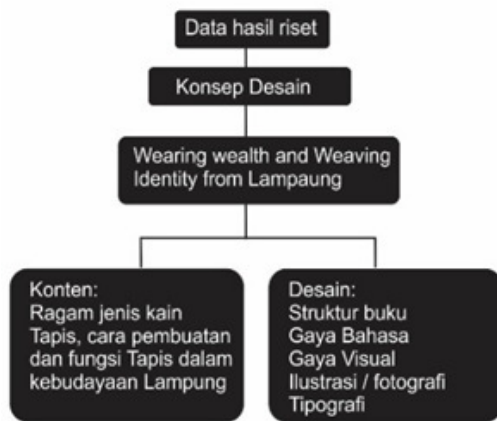 Data hasil riset
Konsep Desain
Wearing wealth and Weaving
Identity from Lampaung
Konten:
Ragam jenis kain
Tapis, cara pembuatan
dan fungsi Tapis dalam
kebudayaan Lampung
Desain:
Struktur buku
Gaya Bahasa
Gaya Visual
Ilustrasi / fotografi
Tipografi